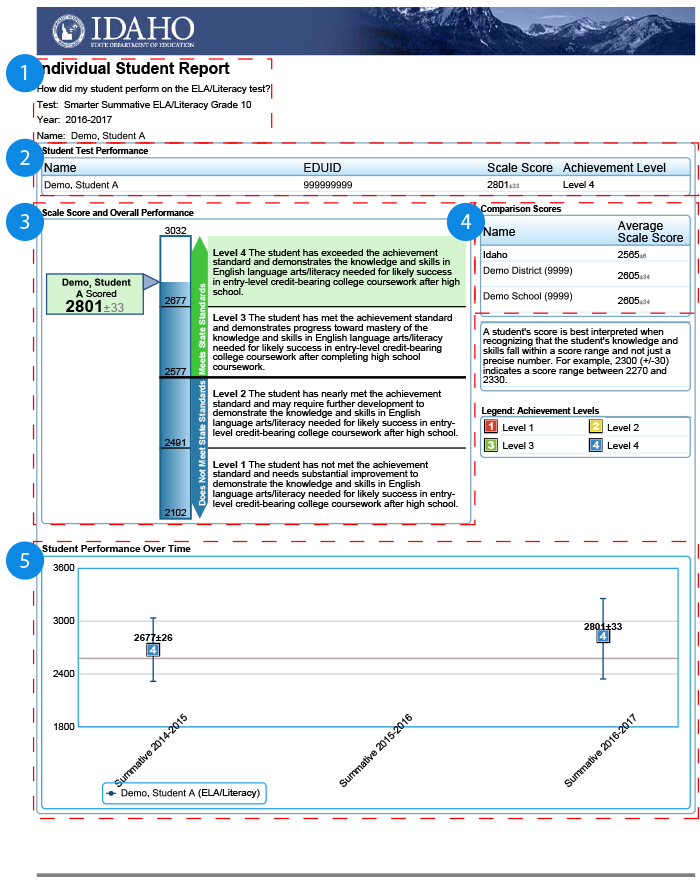 IDAHO
STATE DEPARTMENT OF EDUCATION
1
Individual Student Report
How did my student perform on the ELA/Literacy test?
Test: Smarter Summative ELA/Literacy Grade 10
Year: 2016-2017
Name: Demo, Student A
2
Student Test Performance
Name EDUID Scale Score Achievement Level
Demo, Student A 999999999 2801±33 Level 4
3
Scale Score and Overall Performance
3032
Demo, Student
A Scored
2801±33
2677
2577
2491
2102
Meets State Standards
Does Not Meet State Standards
Level 4 The student has exceeded the achievement
standard and demonstrates the knowledge and skills in
English language arts/literacy needed for likely success
in entry-level credit-bearing college coursework after high
school.
Level 3 The student has met the achievement standard
and demonstrates progress toward mastery of the
knowledge and skills in English language arts/literacy
needed for likely success in entry-level credit-bearing
college coursework after completing high school
coursework.
Level 2 The student has nearly met the achievement
standard and may require further development to
demonstrate the knowledge and skills in English
language arts/literacy needed for likely success in entry-
level credit-bearing college coursework after high school.
Level 1 The student has not met the achievement
standard and needs substantial improvement to
demonstrate the knowledge and skills in English
language arts/literacy needed for likely success in entry-
level credit-bearing college coursework after high school.
4
Comparison Scores
Name Average
Scale Score
Idaho 2565±6
Demo District (9999) 2605±34
Demo School (9999) 2605±34
A student's score is best interpreted when
recognizing that the student's knowledge and
skills fall within a score range and not just a
precise number. For example, 2300 (+/-30)
indicates a score range between 2270 and
2330.
Legend: Achievement Levels
1 Level 1 2 Level 2
3 Level 3 4 Level 4
5
Student Performance Over Time
3600
3000
2400
1800
2677±26
4
2801±33
4
Summative 2014-2015
Summative 2015-2016
Summative 2016-2017
Demo, Student A (ELA/Literacy)